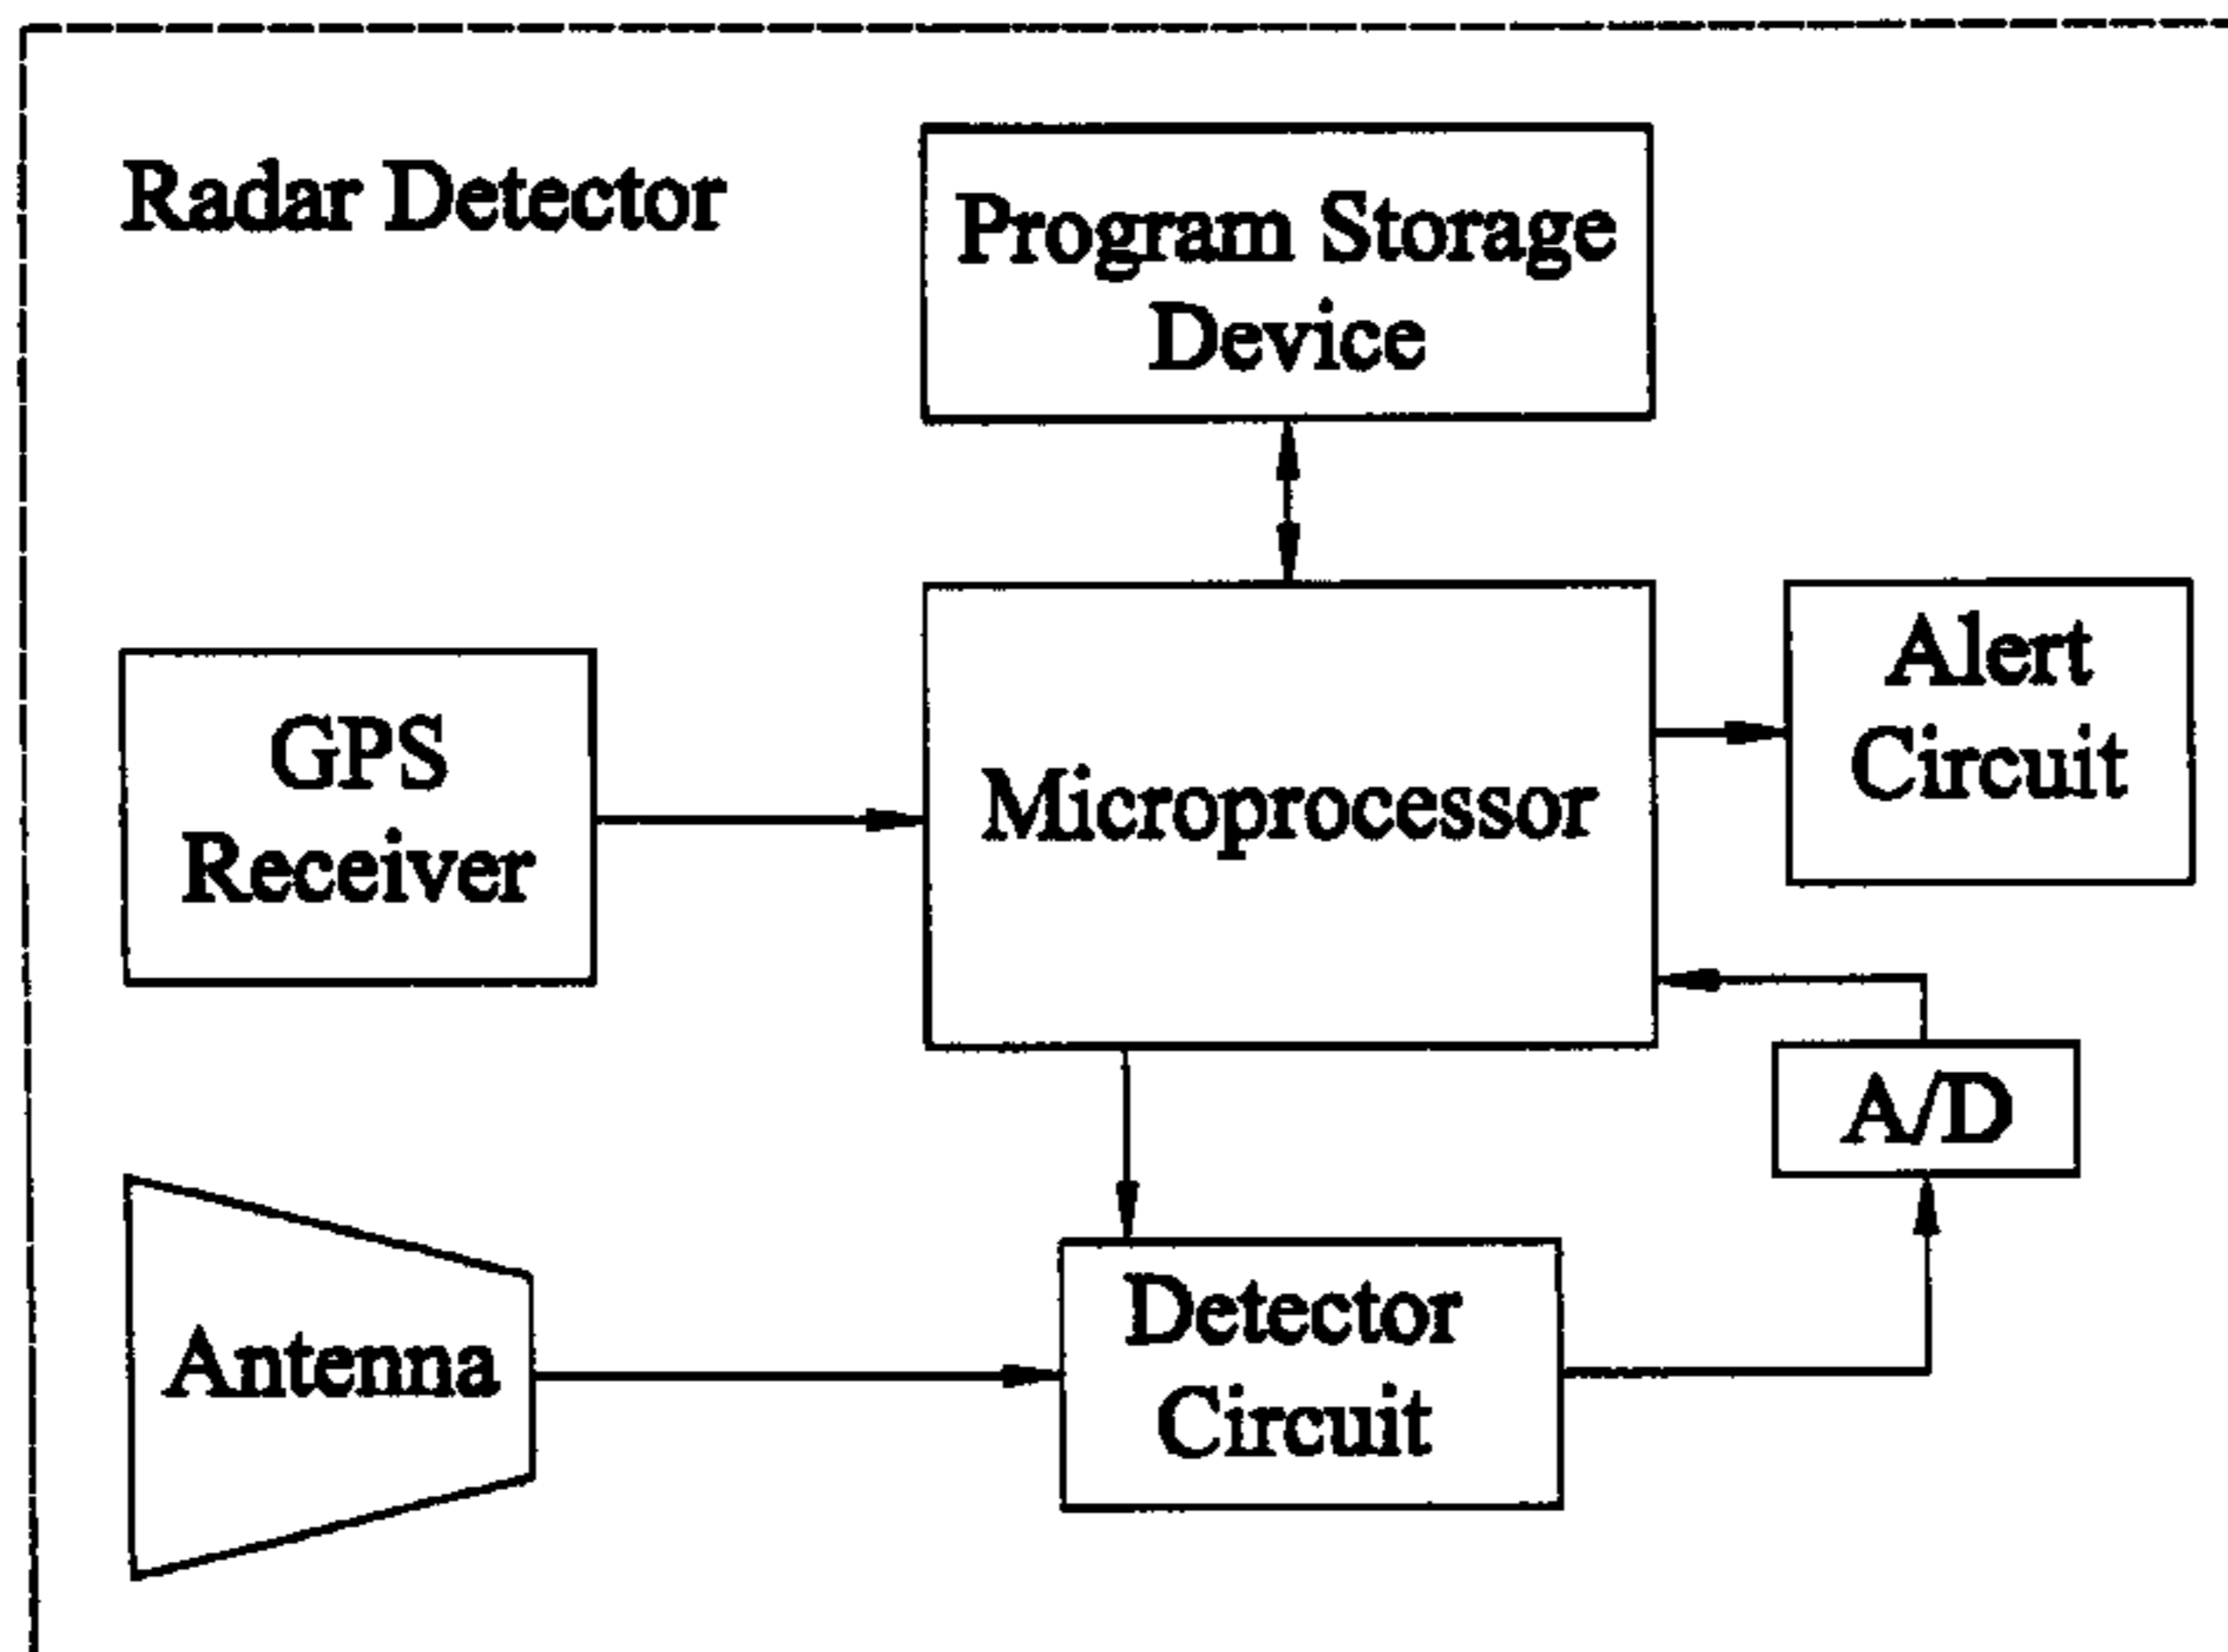 Radar Detector
Program Storage
Device
GPS
Receiver
Microprocessor
Alert
Circuit
A/D
Antenna
Detector
Circuit